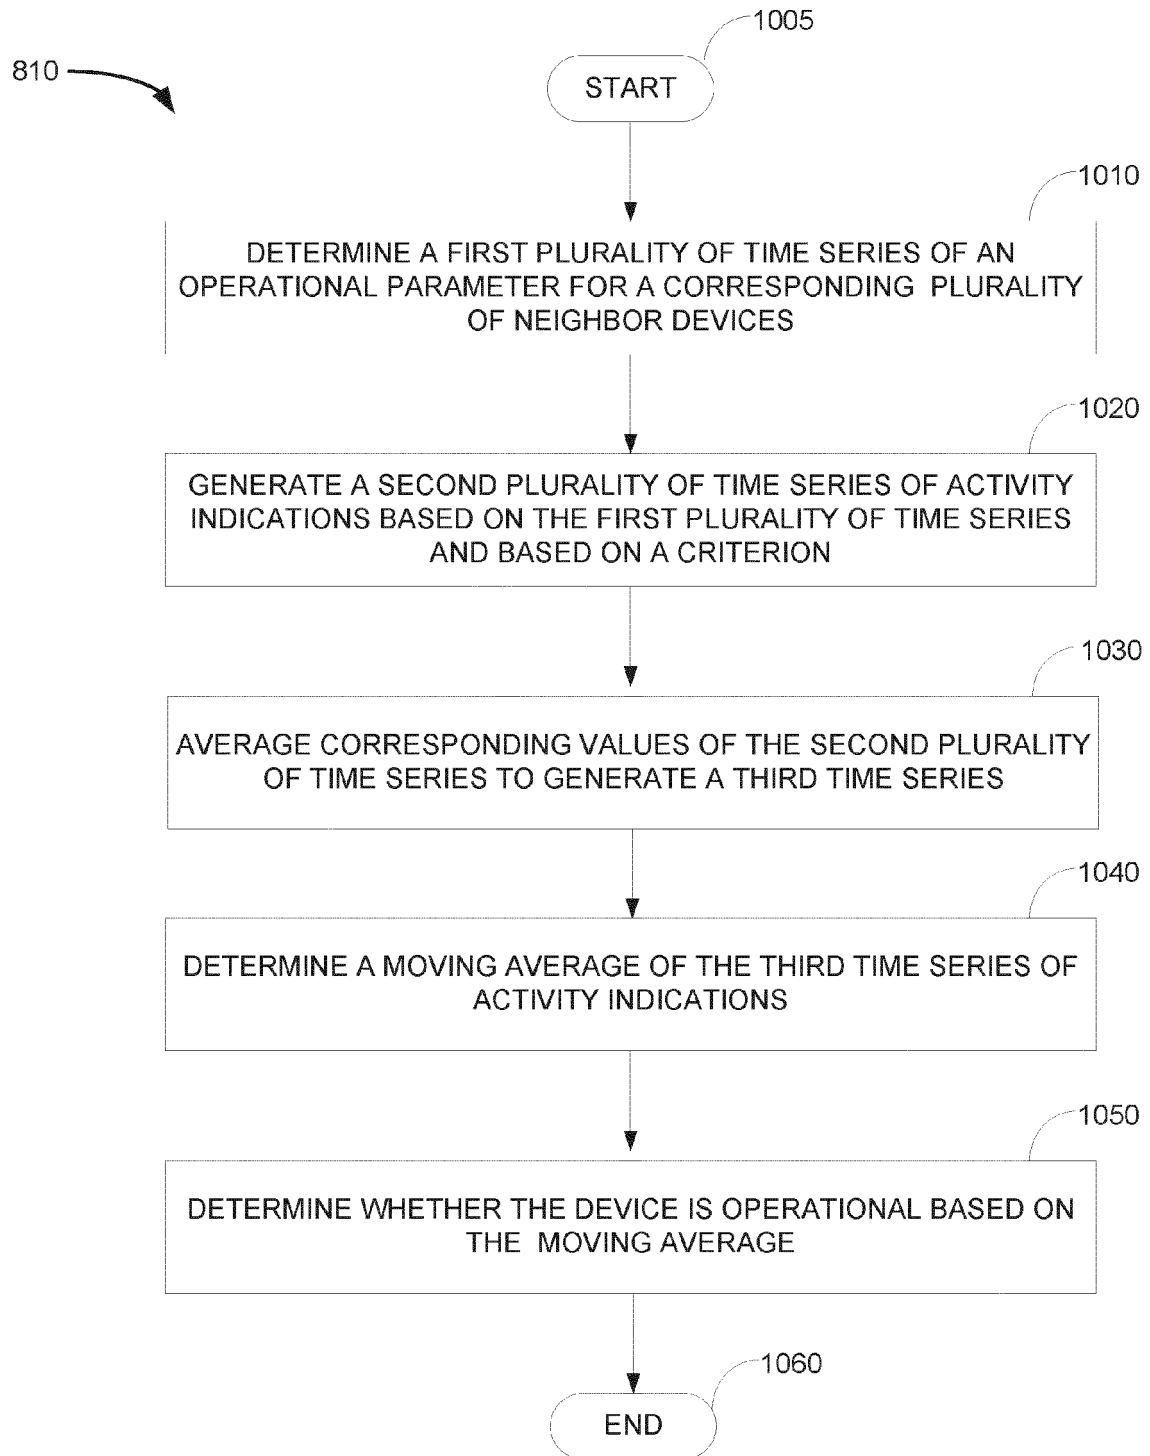 1005
810
START
1010
DETERMINE A FIRST PLURALITY OF TIME SERIES OF AN
OPERATIONAL PARAMETER FOR A CORRESPONDING PLURALITY
OF NEIGHBOR DEVICES
1020
GENERATE A SECOND PLURALITY OF TIME SERIES OF ACTIVITY
INDICATIONS BASED ON THE FIRST PLURALITY OF TIME SERIES
AND BASED ON A CRITERION
1030
AVERAGE CORRESPONDING VALUES OF THE SECOND PLURALITY
OF TIME SERIES TO GENERATE A THIRD TIME SERIES.
1040
DETERMINE A MOVING AVERAGE OF THE THIRD TIME SERIES OF
ACTIVITY INDICATIONS
1050
DETERMINE WHETHER THE DEVICE IS OPERATIONAL BASED ON
THE MOVING AVERAGE
1060
END